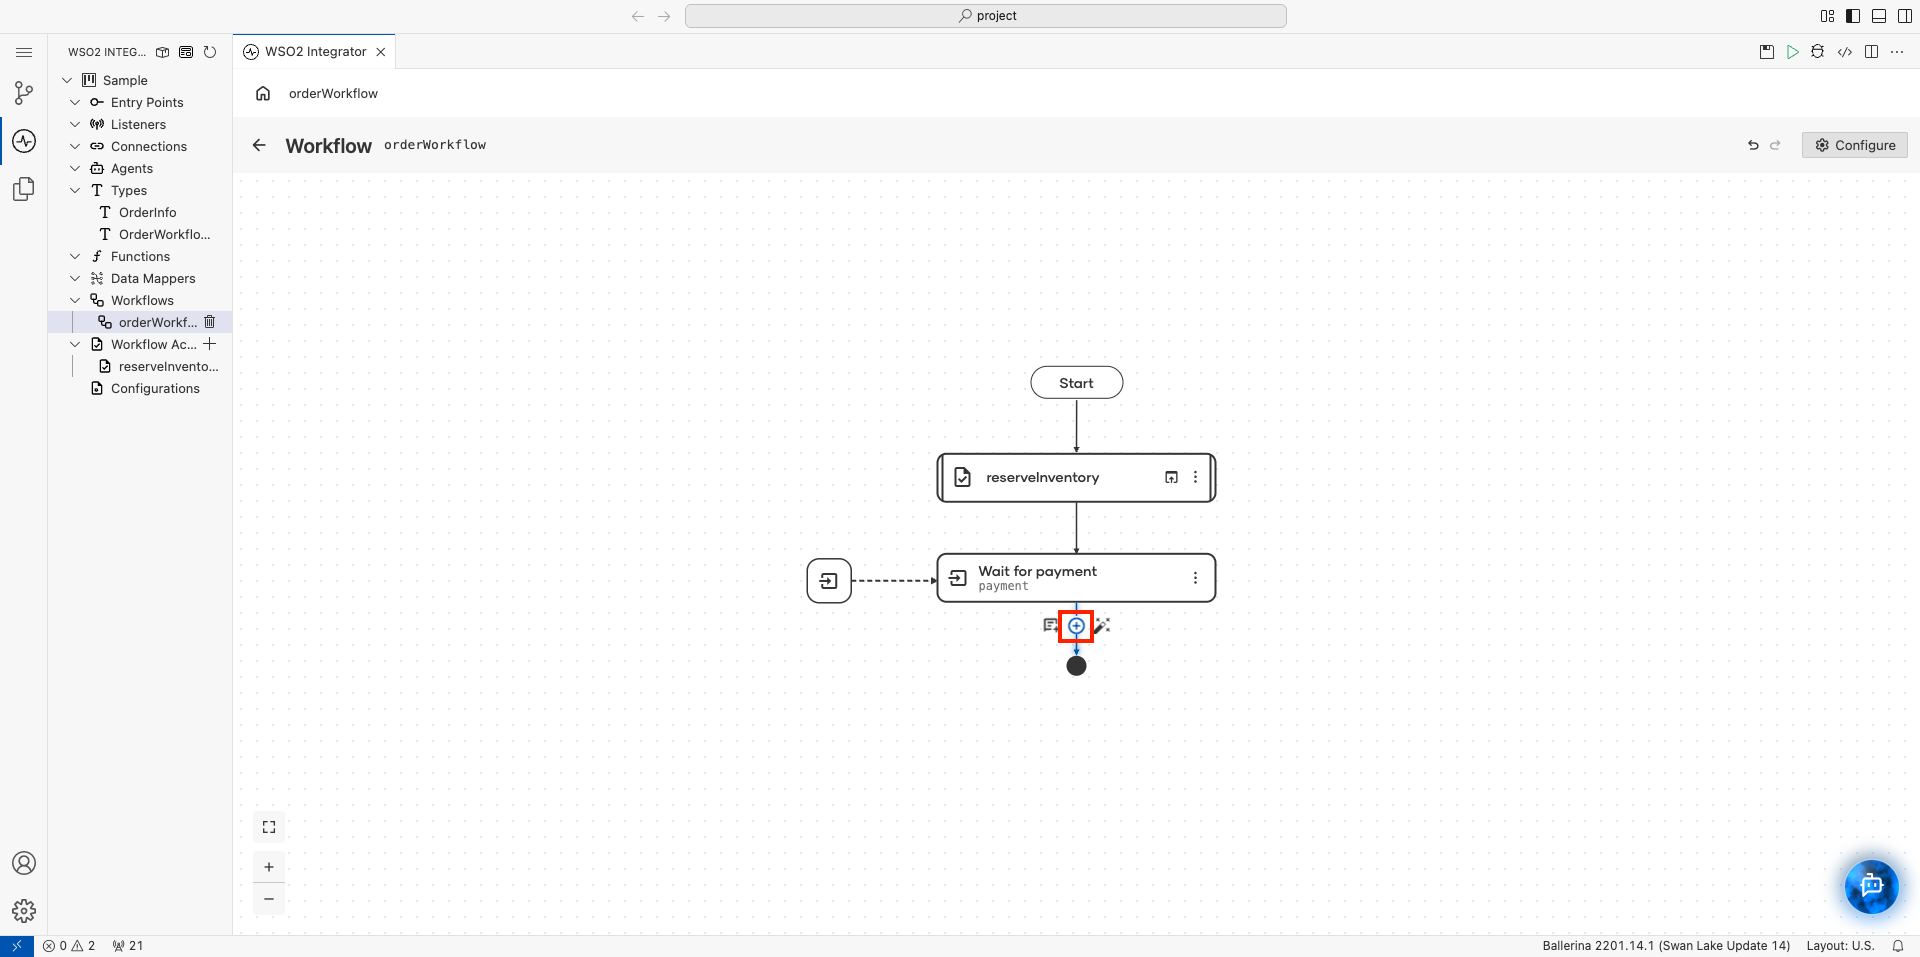 project
WSO2 INTEG...
WSO2 Integrator
Sample
Entry Points
Listeners
Connections
Agents
Types
OrderInfo
OrderWorkflo...
Functions
Data Mappers
Workflows
orderWorkf...
Workflow Ac...
reserveInvento...
Configurations
orderWorkflow
Workflow orderWorkflow
Configure
Start
reserveInventory
Wait for payment
payment
0 2 21
Ballerina 2201.14.1 (Swan Lake Update 14) Layout: U.S.